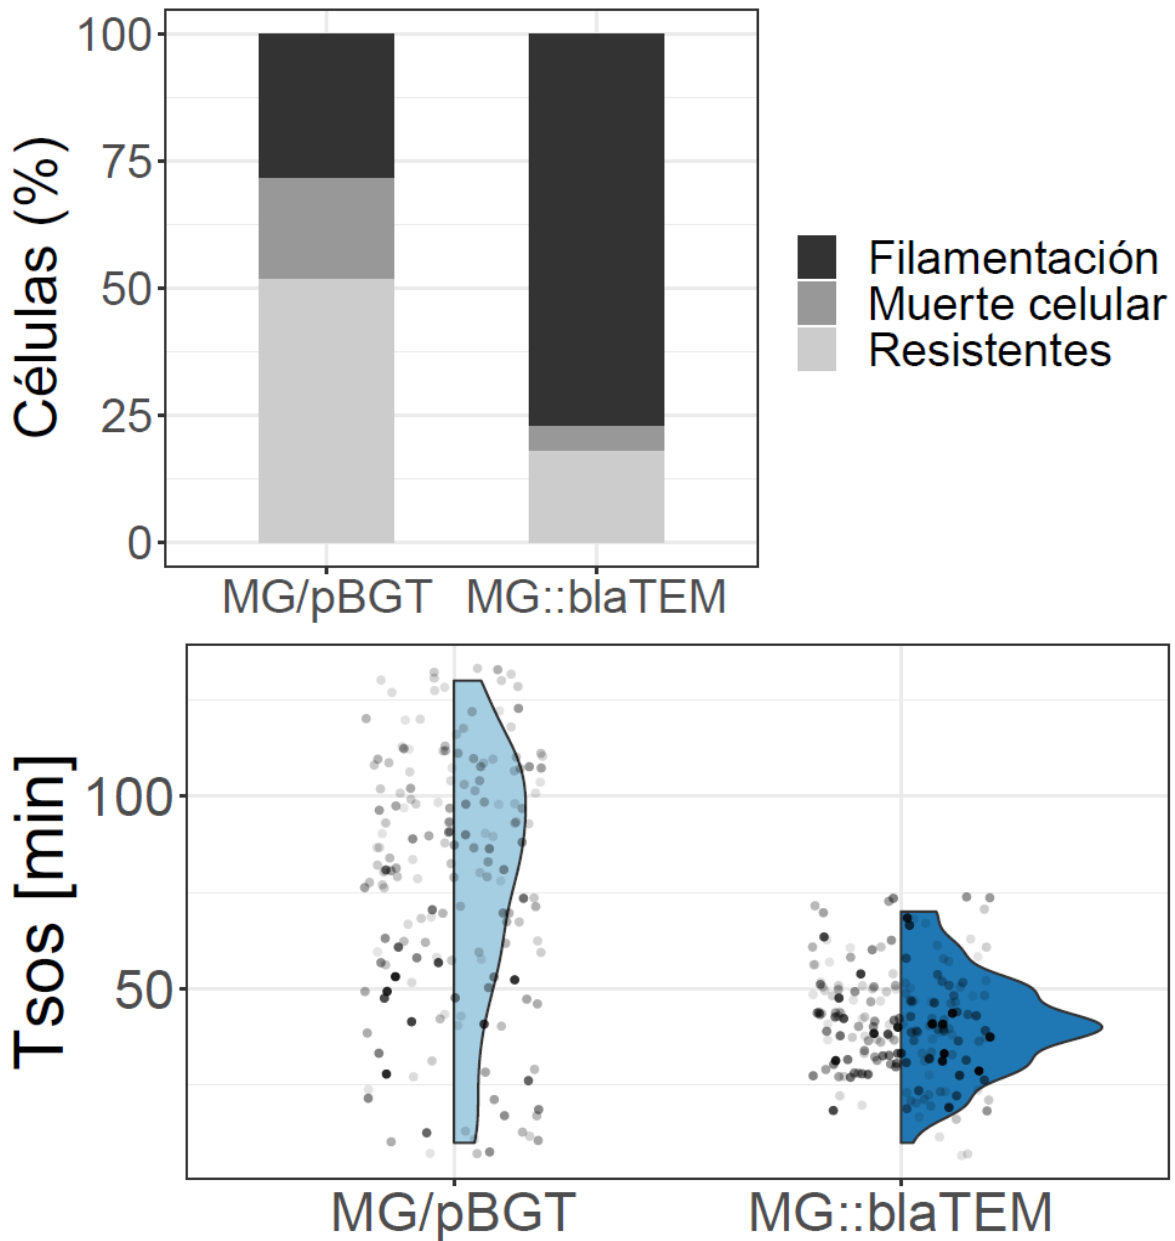 Células (%)
100
75
50
25
0
MG/pBGT MG::blaTEM
Filamentación
Muerte celular
Resistentes
Tsos [min]
100
50
MG/pBGT MG::blaTEM